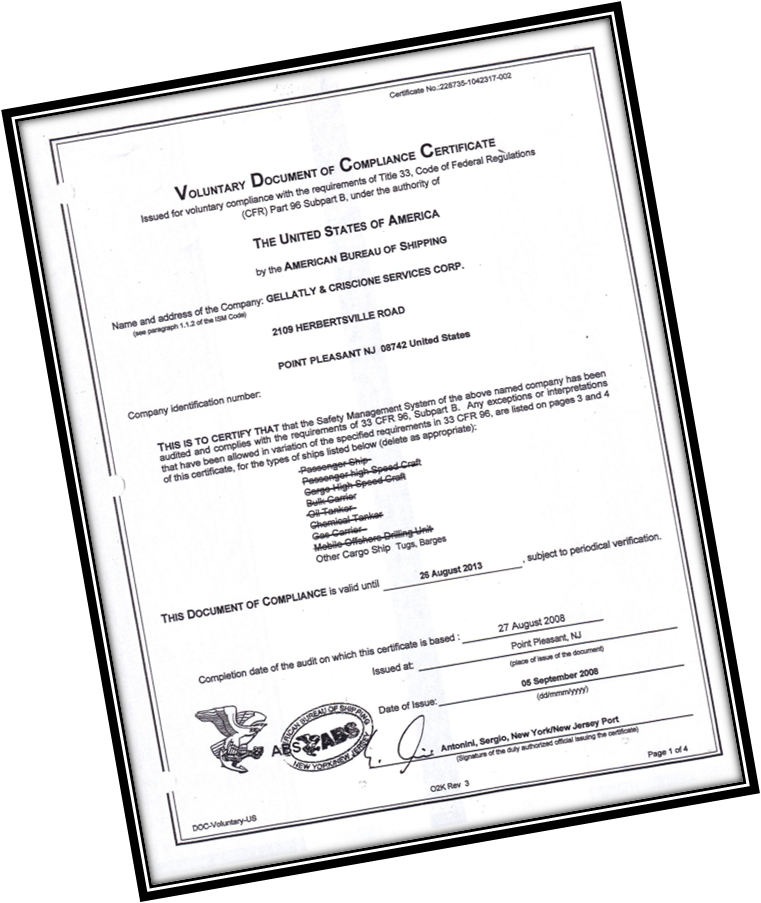 Certificate No.:228735-1042317-002
VOLUNTARY DOCUMENT OF COMPLIANCE CERTIFICATE
Issued for voluntary compliance with the requirements of Title 33, Code of Federal Regulations
(CFR) Part 96 Subpart B, under the authority of
THE UNITED STATES OF AMERICA
by the AMERICAN BUREAU OF SHIPPING
Name and address of the Company: GELLATLY & CRISCIONE SERVICES CORP.
(see paragraph 1.1.2 of the ISM Code)
2109 HERBERTSVILLE ROAD
POINT PLEASANT NJ 08742 United States
Company identification number:
THIS IS TO CERTIFY THAT that the Safety Management System of the above named company has been
audited and complies with the requirements of 33 CFR 96, Subpart B. Any exceptions or interpretations
that have been allowed in variation of the specified requirements in 33 CFR 96, are listed on pages 3 and 4
of this certificate, for the types of ships listed below (delete as appropriate):
Passenger Ship
Passenger high Speed Craft
Cargo High Speed Craft
Bulk Carrier
Oil Tanker
Chemical Tanker
Gas Carrier
Mobile Offshore Drilling Unit
Other Cargo Ship Tugs, Barges
THIS DOCUMENT OF COMPLIANCE is valid until 26 August 2013, subject to periodical verification.
Completion date of the audit on which this certificate is based : 27 August 2008
Issued at: Point Pleasant, NJ
(place of issue of the document)
Date of Issue: 05 September 2008
(dd/mmm/yyyy)
AMERICAN BUREAU OF SHIPPING
ABS ABS
NEW YORK/NEW JERSEY
Antonini, Sergio, New York/New Jersey Port
(Signature of the duly authorized official issuing the certificate)
Page 1 of 4
O2K Rev 3
DOC-Voluntary-US